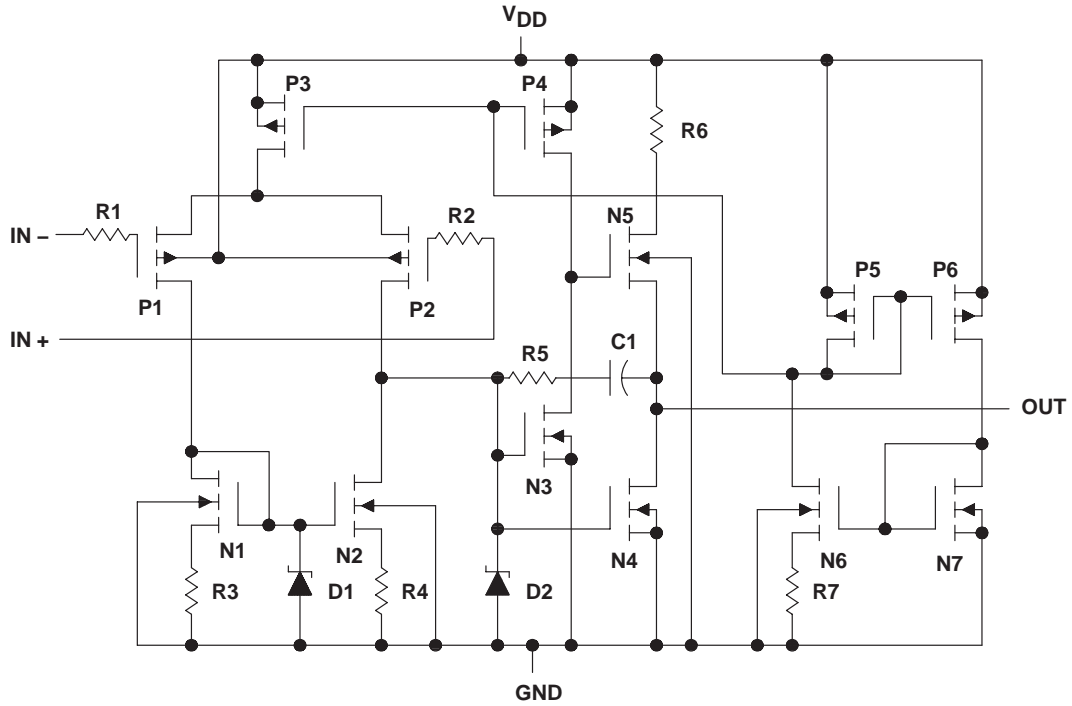 VDD
P3
P4
R6
R1
R2
N5
IN –
P5
P6
P1
P2
IN +
R5
C1
OUT
N3
N1
N2
N4
N6
N7
R3
D1
R4
D2
R7
GND